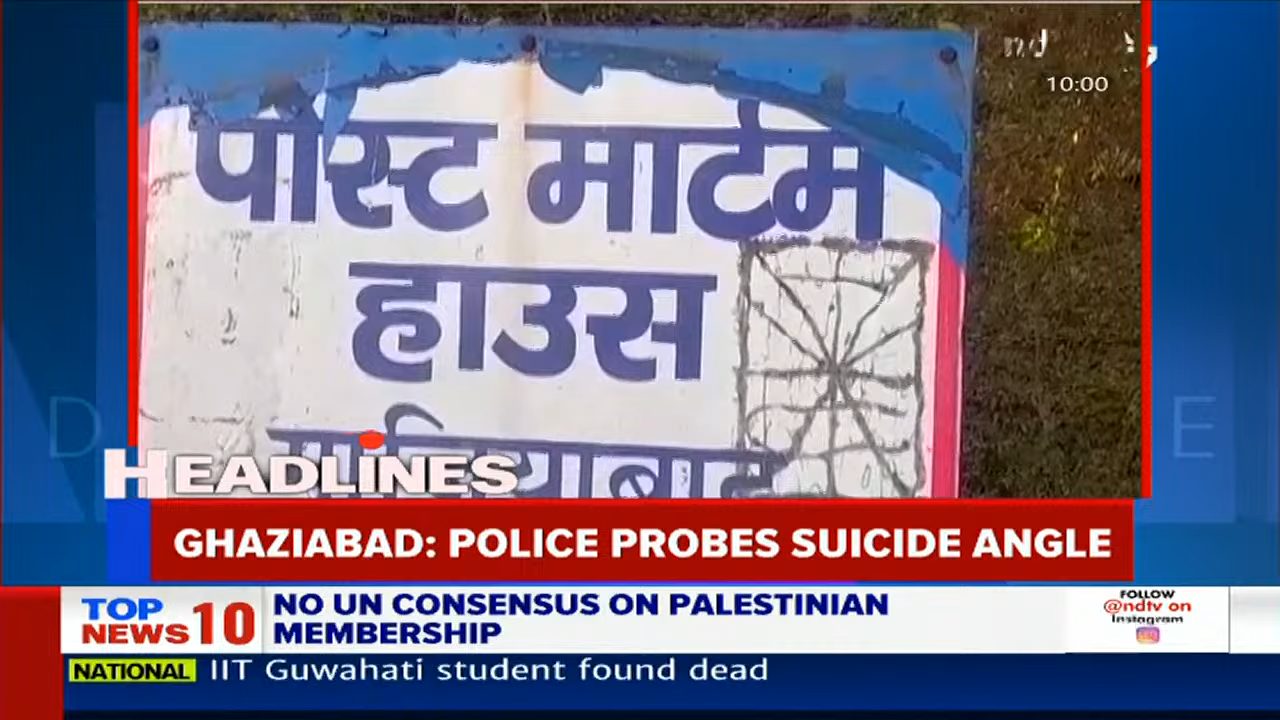 10:00
पोस्ट मार्टम
हाउस
HEADLINES
GHAZIABAD: POLICE PROBES SUICIDE ANGLE
TOP NEWS 10
NO UN CONSENSUS ON PALESTINIAN
MEMBERSHIP
FOLLOW
@ndtv on
Instagram
NATIONAL IIT Guwahati student found dead